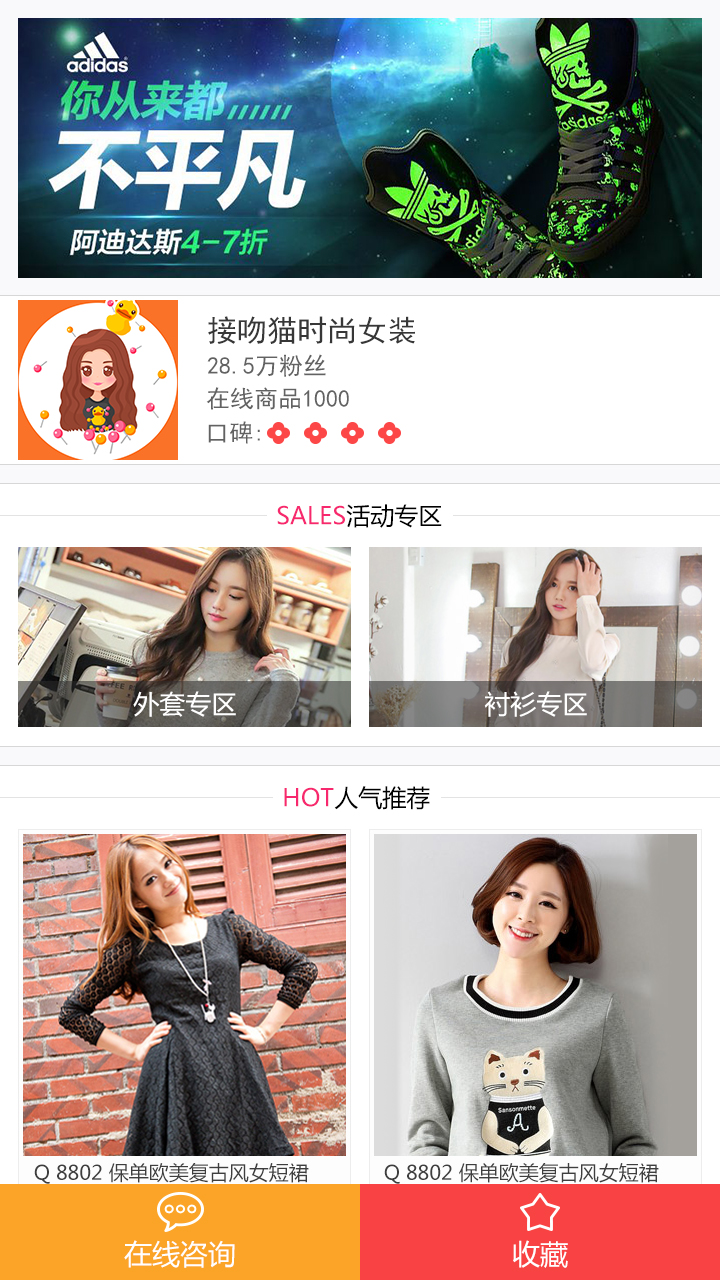 adidas
你从来都
不平凡
阿迪达斯4-7折
adidas
adidas
接吻猫时尚女装
28.5万粉丝
在线商品1000
口碑:
SALES活动专区
外套专区
衬衫专区
HOT人气推荐
Sansonmette
A
Q 8802 保单欧美复古风女短裙
Q 8802 保单欧美复古风女短裙
在线咨询
收藏